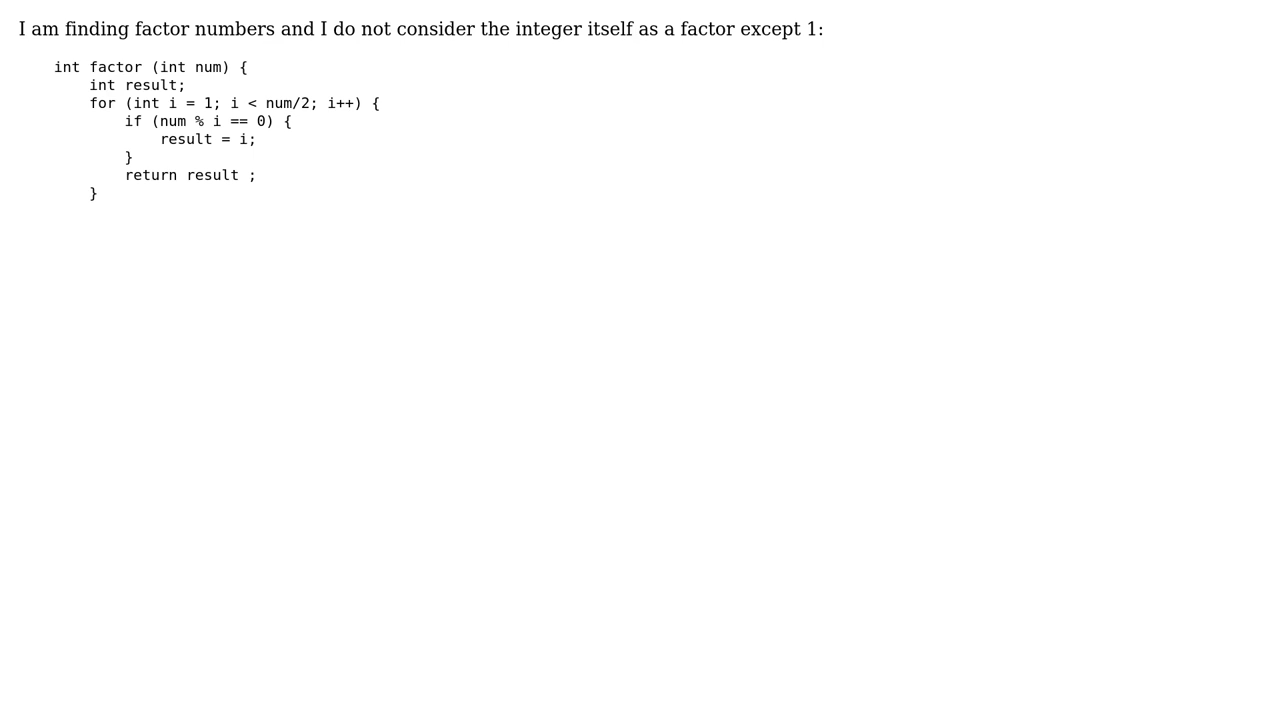 I am finding factor numbers and I do not consider the integer itself as a factor except 1:
int factor (int num) {
    int result;
    for (int i = 1; i < num/2; i++) {
        if (num % i == 0) {
            result = i;
        }
        return result ;
    }